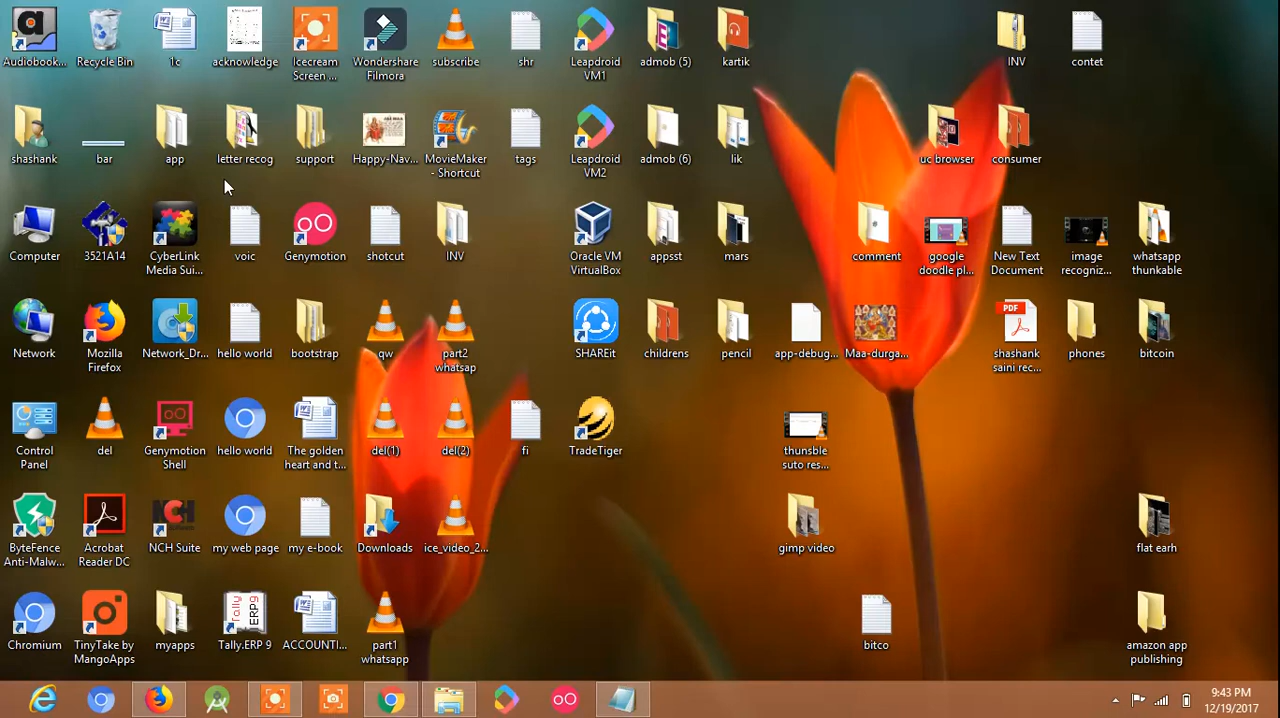 Audiobook...
Recycle Bin
1c
acknowledge
Icecream
Screen ...
Wondershare
Filmora
subscribe
shr
Leapdroid
VM1
admob (5)
kartik
INV
contet
shashank
bar
app
letter recog
support
Happy-Nav...
MovieMaker
- Shortcut
tags
Leapdroid
VM2
admob (6)
lik
uc browser
consumer
Computer
3521A14
CyberLink
Media Sui...
voic
Genymotion
shotcut
INV
Oracle VM
VirtualBox
appsst
mars
comment
google
doodle pl...
New Text
Document
image
recogniz...
whatsapp
thunkable
Network
Mozilla
Firefox
Network_Dr...
hello world
bootstrap
qw
part2
whatsap
SHAREit
childrens
pencil
app-debug...
Maa-durga...
PDF
shashank
saini rec...
phones
bitcoin
Control
Panel
del
Genymotion
Shell
hello world
The golden
heart and t...
del(1)
del(2)
fi
TradeTiger
thunsble
suto res...
ByteFence
Anti-Malw...
Acrobat
Reader DC
NCH
NCH Suite
my web page
my e-book
Downloads
ice_video_2...
gimp video
flat earh
Chromium
TinyTake by
MangoApps
myapps
Tally
ERP 9
Tally.ERP 9
ACCOUNTI...
part1
whatsapp
bitco
amazon app
publishing
9:43 PM
12/19/2017